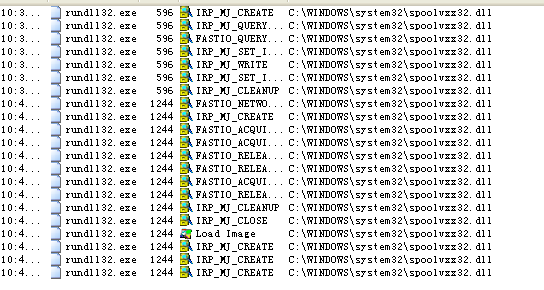 10:3... rundll32.exe 596 IRP_MJ_CREATE C:\WINDOWS\system32\spoolvxx32.dll
10:3... rundll32.exe 596 IRP_MJ_QUERY... C:\WINDOWS\system32\spoolvxx32.dll
10:3... rundll32.exe 596 FASTIO_QUERY... C:\WINDOWS\system32\spoolvxx32.dll
10:3... rundll32.exe 596 IRP_MJ_SET_I... C:\WINDOWS\system32\spoolvxx32.dll
10:3... rundll32.exe 596 IRP_MJ_WRITE C:\WINDOWS\system32\spoolvxx32.dll
10:3... rundll32.exe 596 IRP_MJ_SET_I... C:\WINDOWS\system32\spoolvxx32.dll
10:3... rundll32.exe 596 IRP_MJ_CLEANUP C:\WINDOWS\system32\spoolvxx32.dll
10:4... rundll32.exe 1244 FASTIO_NETWO... C:\WINDOWS\system32\spoolvxx32.dll
10:4... rundll32.exe 1244 IRP_MJ_CREATE C:\WINDOWS\system32\spoolvxx32.dll
10:4... rundll32.exe 1244 FASTIO_ACQUI... C:\WINDOWS\system32\spoolvxx32.dll
10:4... rundll32.exe 1244 FASTIO_ACQUI... C:\WINDOWS\system32\spoolvxx32.dll
10:4... rundll32.exe 1244 FASTIO_RELEA... C:\WINDOWS\system32\spoolvxx32.dll
10:4... rundll32.exe 1244 FASTIO_RELEA... C:\WINDOWS\system32\spoolvxx32.dll
10:4... rundll32.exe 1244 FASTIO_ACQUI... C:\WINDOWS\system32\spoolvxx32.dll
10:4... rundll32.exe 1244 FASTIO_RELEA... C:\WINDOWS\system32\spoolvxx32.dll
10:4... rundll32.exe 1244 IRP_MJ_CLEANUP C:\WINDOWS\system32\spoolvxx32.dll
10:4... rundll32.exe 1244 IRP_MJ_CLOSE C:\WINDOWS\system32\spoolvxx32.dll
10:4... rundll32.exe 1244 Load Image C:\WINDOWS\system32\spoolvxx32.dll
10:4... rundll32.exe 1244 IRP_MJ_CREATE C:\WINDOWS\system32\spoolvxx32.dll
10:4... rundll32.exe 1244 IRP_MJ_CREATE C:\WINDOWS\system32\spoolvxx32.dll
10:4... rundll32.exe 1244 IRP_MJ_CREATE C:\WINDOWS\system32\spoolvxx32.dll